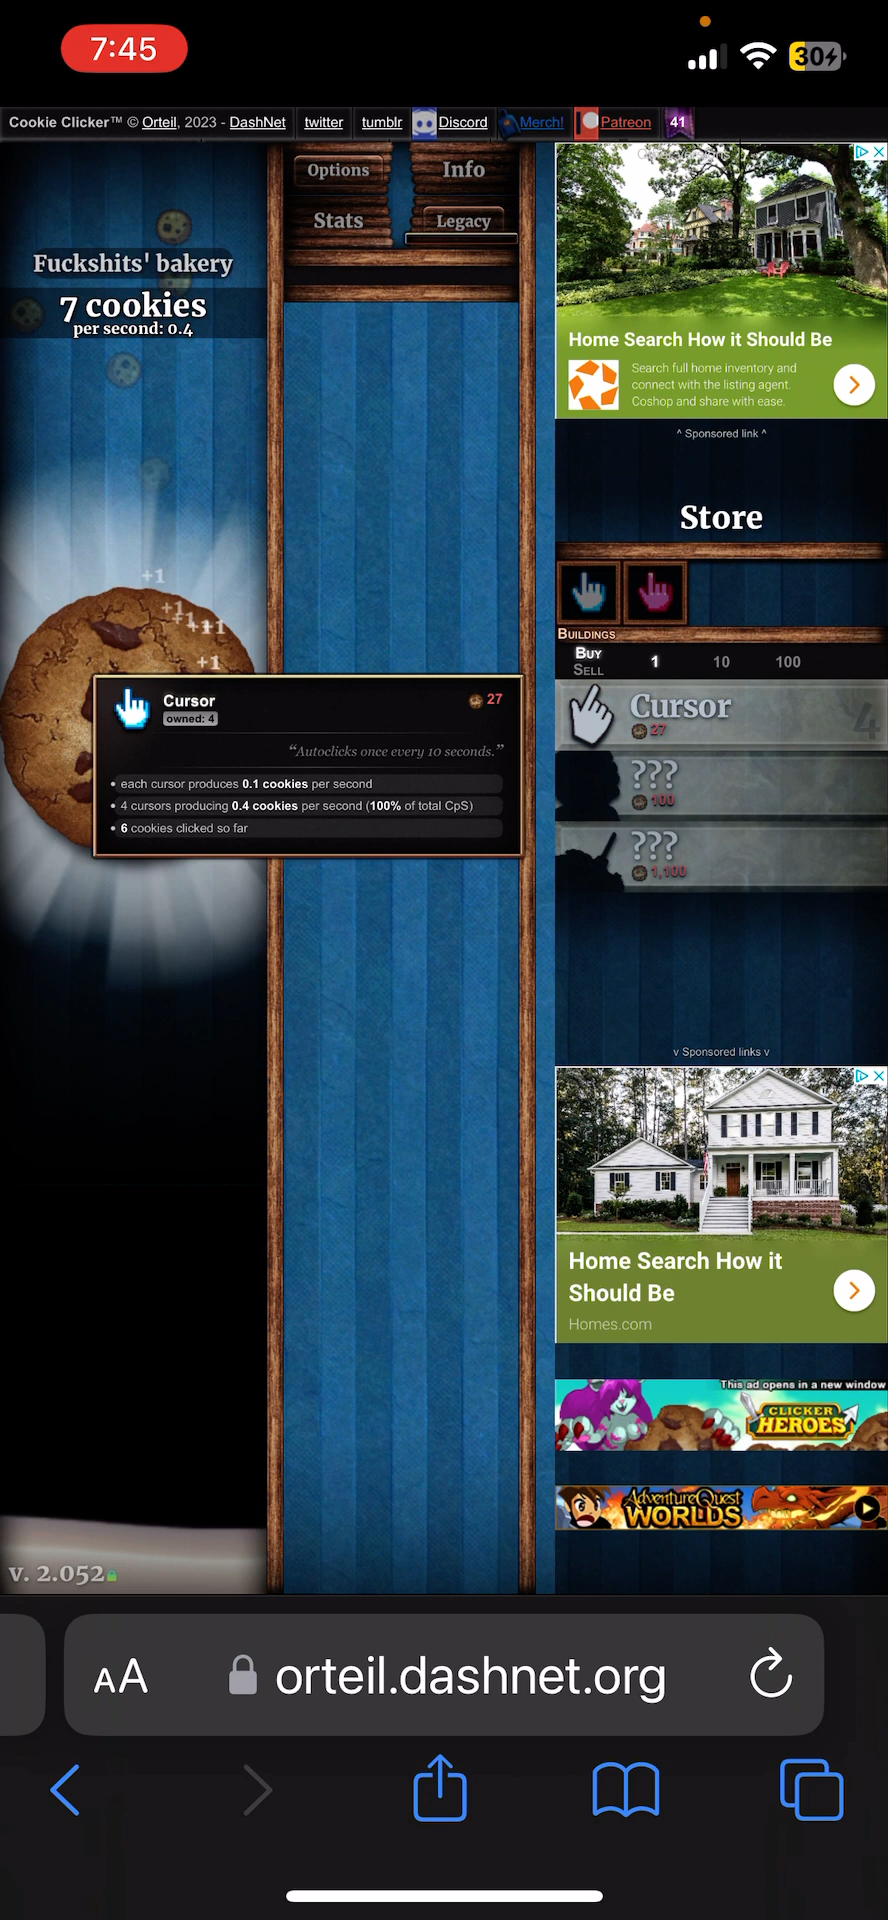 7:45
30
Cookie Clicker™ © Orteil, 2023 - DashNet
twitter
tumblr
Discord
Merch!
Patreon
41
Options
Info
Stats
Legacy
Fuckshits' bakery
7 cookies
per second: 0.4
+1
+1
+1
+1
+1
Home Search How it Should Be
Search full home inventory and
connect with the listing agent.
Coshop and share with ease.
^ Sponsored link ^
Store
Buildings
Buy
Sell
1
10
100
Cursor
27
4
???
100
???
1,100
Cursor
27
owned: 4
“Autoclicks once every 10 seconds.”
• each cursor produces 0.1 cookies per second
• 4 cursors producing 0.4 cookies per second (100% of total CpS)
• 6 cookies clicked so far
v Sponsored links v
Home Search How it
Should Be
Homes.com
This ad opens in a new window
CLICKER
HEROES
AdventureQuest
WORLDS
v. 2.052
AA
orteil.dashnet.org